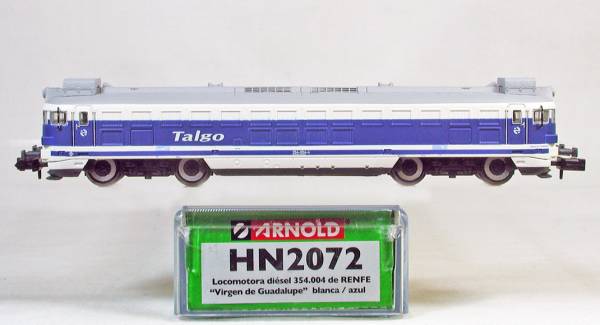 Talgo
ARNOLD
HN2072
Locomotora diésel 354.004 de RENFE
"Virgen de Guadalupe" blanca / azul